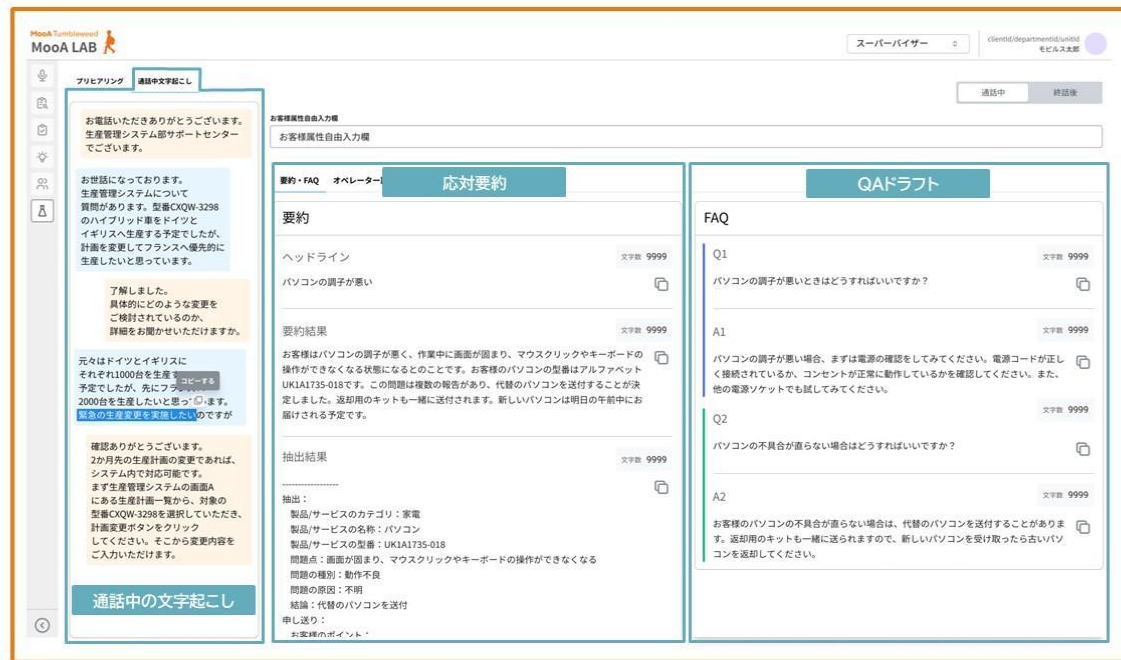 MooA Tumbleweed
MooA LAB
スーパーバイザー
clientId/departmentId/unitId
モビルス太郎
プリヒアリング
通話中文字起こし
通話中
終話後
お電話いただきありがとうございます。
生産管理システム部サポートセンター
でございます。
お世話になっております。
生産管理システムについて
質問があります。型番CXQW-3298
のハイブリッド車をドイツと
イギリスへ生産する予定でしたが、
計画を変更してフランスへ優先的に
生産したいと思っています。
了解しました。
具体的にどのような変更を
ご検討されているのか、
詳細をお聞かせいただけますか。
元々はドイツとイギリスに
それぞれ1000台を生産す
予定でしたが、先にフラ
コピーする
2000台を生産したいと思っ
ます。
緊急の生産変更を実施したいのですが
確認ありがとうございます。
2か月先の生産計画の変更であれば、
システム内で対応可能です。
まず生産管理システムの画面A
にある生産計画一覧から、対象の
型番CXQW-3298を選択していただき、
計画変更ボタンをクリック
してください。そこから変更内容を
ご入力いただけます。
通話中の文字起こし
お客様属性自由入力欄
お客様属性自由入力欄
要約・FAQ
オペレーター
応対要約
要約
ヘッドライン
文字数 9999
パソコンの調子が悪い
要約結果
文字数 9999
お客様はパソコンの調子が悪く、作業中に画面が固まり、マウスクリックやキーボードの
操作ができなくなる状態になるとのことです。お客様のパソコンの型番はアルファベット
UK1A1735-018です。この問題は複数の報告があり、代替のパソコンを送付することが決
定しました。返却用のキットも一緒に送付されます。新しいパソコンは明日の午前中にお
届けされる予定です。
抽出結果
文字数 9999
------------------
抽出：
製品/サービスのカテゴリ：家電
製品/サービスの名称：パソコン
製品/サービスの型番：UK1A1735-018
問題点：画面が固まり、マウスクリックやキーボードの操作ができなくなる
問題の種別：動作不良
問題の原因：不明
結論：代替のパソコンを送付
申し送り：
お客様のポイント：
QAドラフト
FAQ
Q1
文字数 9999
パソコンの調子が悪いときはどうすればいいですか？
A1
文字数 9999
パソコンの調子が悪い場合、まずは電源の確認をしてみてください。電源コードが正し
く接続されているか、コンセントが正常に動作しているかを確認してください。また、
他の電源ソケットでも試してみてください。
Q2
文字数 9999
パソコンの不具合が直らない場合はどうすればいいですか？
A2
文字数 9999
お客様のパソコンの不具合が直らない場合は、代替のパソコンを送付することがありま
す。返却用のキットも一緒に送られますので、新しいパソコンを受け取ったら古いパソ
コンを返却してください。